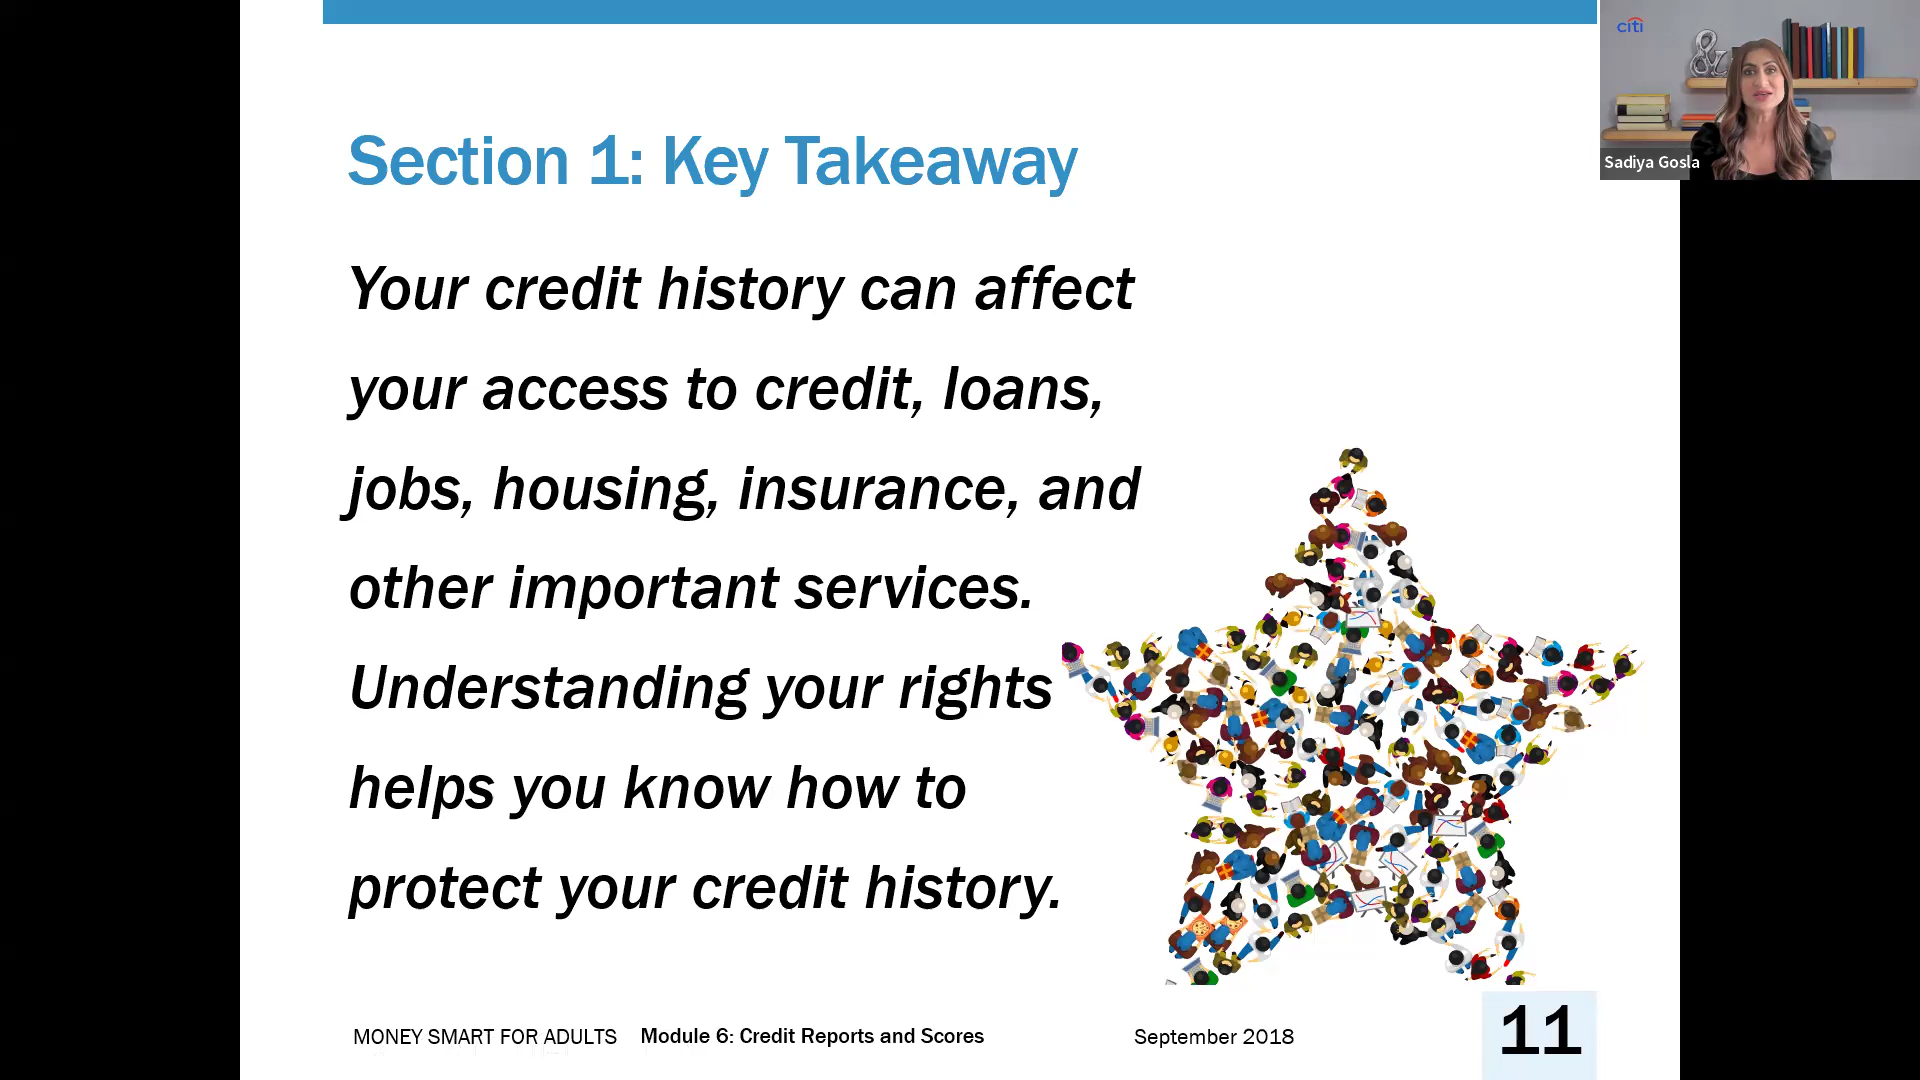 citi
Sadiya Gosla
Section 1: Key Takeaway
Your credit history can affect
your access to credit, loans,
jobs, housing, insurance, and
other important services.
Understanding your rights
helps you know how to
protect your credit history.
MONEY SMART FOR ADULTS Module 6: Credit Reports and Scores September 2018 11